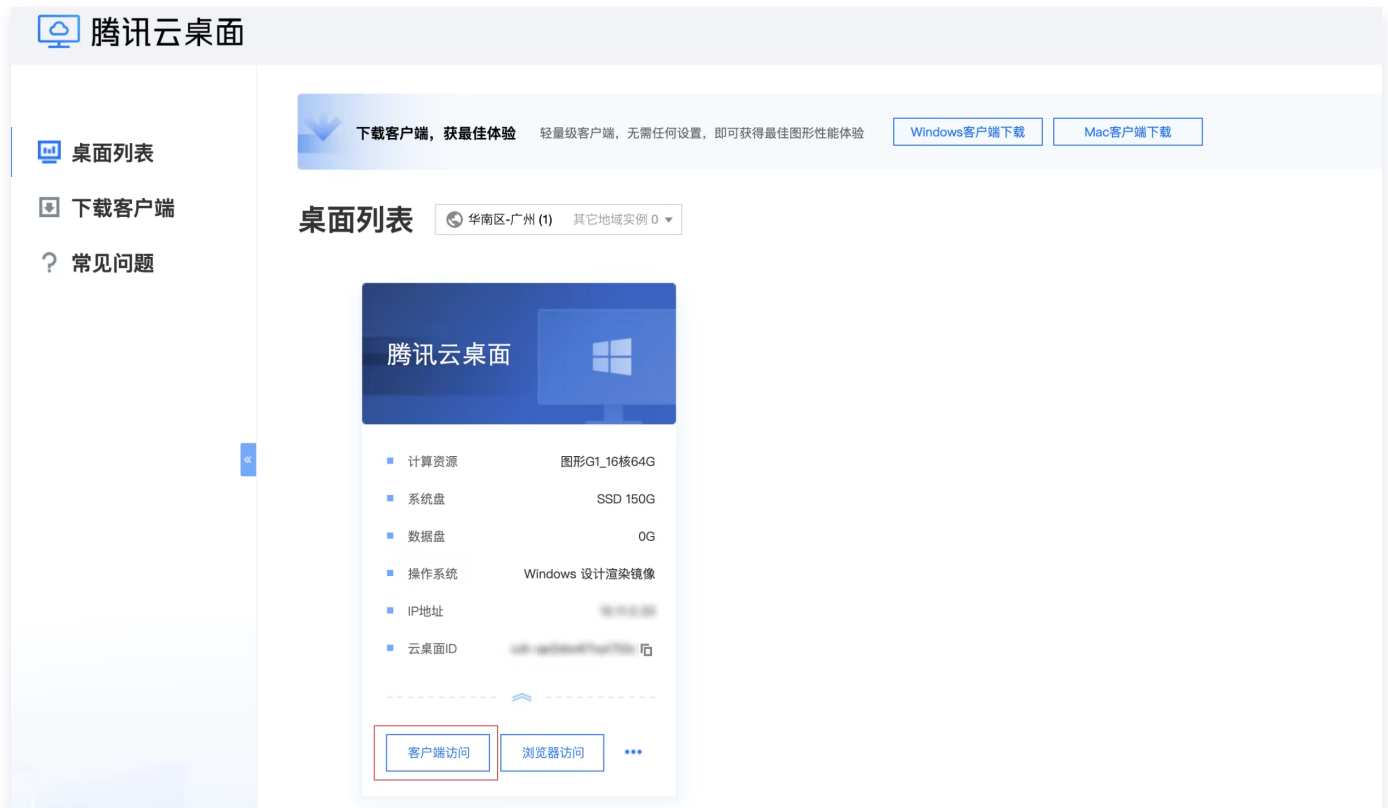 腾讯云桌面
桌面列表
下载客户端
? 常见问题
下载客户端，获最佳体验 轻量级客户端，无需任何设置，即可获得最佳图形性能体验 Windows客户端下载 Mac客户端下载
桌面列表 华南区-广州 (1) 其它地域实例 0
腾讯云桌面
计算资源 图形G1_16核64G
系统盘 SSD 150G
数据盘 0G
操作系统 Windows 设计渲染镜像
IP地址
云桌面ID
客户端访问 浏览器访问 •••